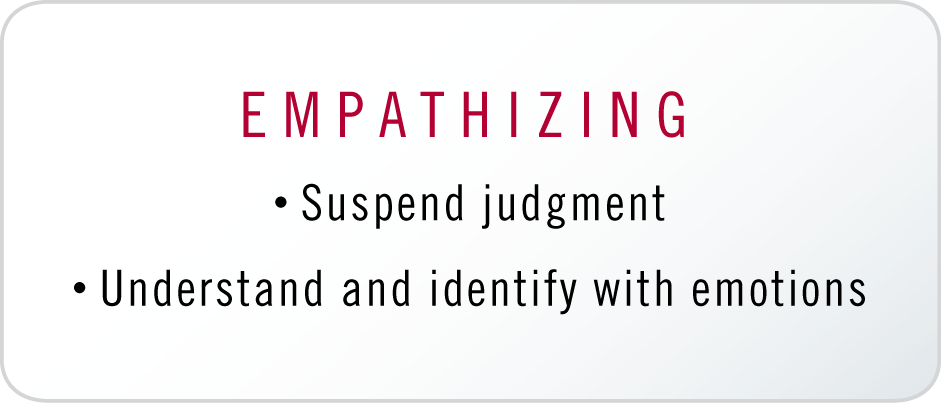 EMPATHIZING
• Suspend judgment
• Understand and identify with emotions